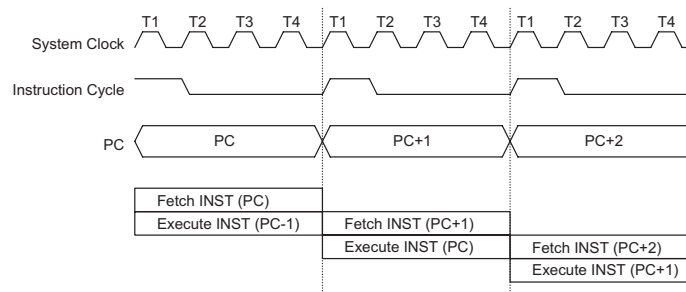 T1 T2 T3 T4 T1 T2 T3 T4 T1 T2 T3 T4
System Clock
Instruction Cycle
PC PC PC+1 PC+2
Fetch INST (PC)
Execute INST (PC-1) Fetch INST (PC+1)
Execute INST (PC) Fetch INST (PC+2)
Execute INST (PC+1)